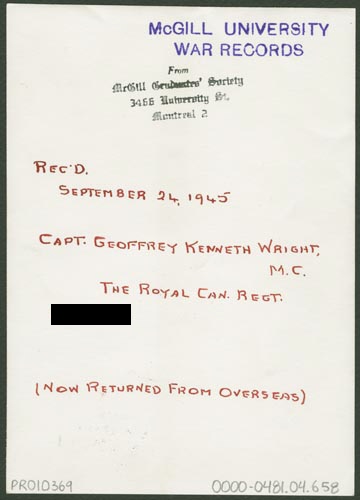 McGILL UNIVERSITY
WAR RECORDS
From
McGill Graduates' Society
3466 University St.
Montreal 2
REC'D.
SEPTEMBER 24, 1945
CAPT. GEOFFREY KENNETH WRIGHT,
M.C.
THE ROYAL CAN. REGT.
(NOW RETURNED FROM OVERSEAS)
PR010369
0000-0481.04.658